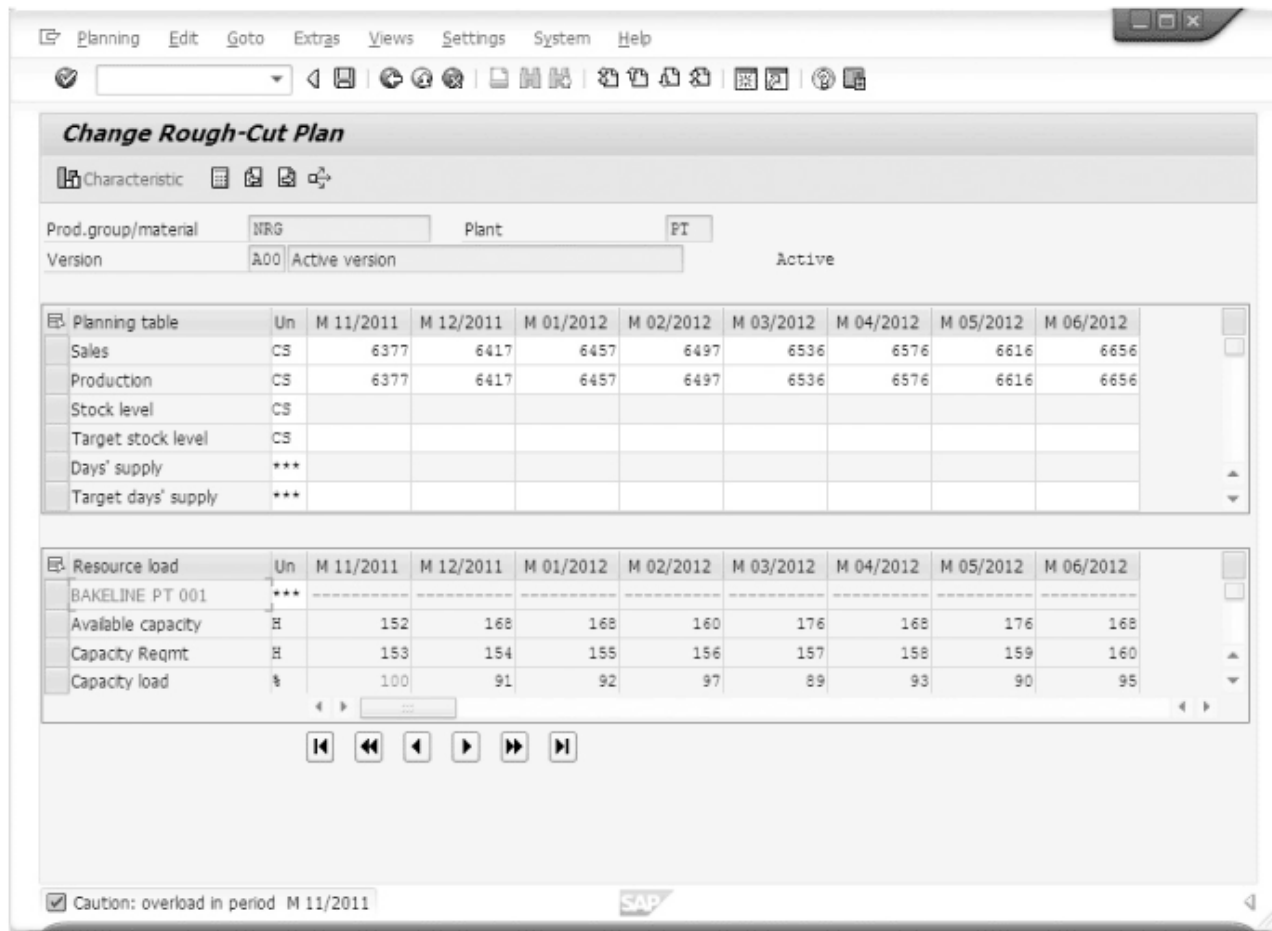 Planning Edit Goto Extras Views Settings System Help
Change Rough-Cut Plan
Characteristic
Prod.group/material NRG Plant PT
Version A00 Active version Active
Planning table Un M 11/2011 M 12/2011 M 01/2012 M 02/2012 M 03/2012 M 04/2012 M 05/2012 M 06/2012
Sales CS 6377 6417 6457 6497 6536 6576 6616 6656
Production CS 6377 6417 6457 6497 6536 6576 6616 6656
Stock level CS
Target stock level CS
Days' supply ***
Target days' supply ***
Resource load Un M 11/2011 M 12/2011 M 01/2012 M 02/2012 M 03/2012 M 04/2012 M 05/2012 M 06/2012
BAKELINE PT 001 *** ---------- ---------- ---------- ---------- ---------- ---------- ---------- ----------
Available capacity H 152 168 168 160 176 168 176 168
Capacity Reqmt H 153 154 155 156 157 158 159 160
Capacity load % 100 91 92 97 89 93 90 95
Caution: overload in period M 11/2011 SAP